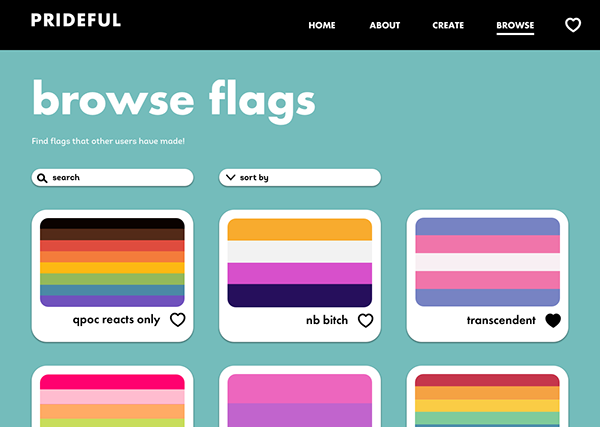 PRIDEFUL
HOME ABOUT CREATE BROWSE
browse flags
Find flags that other users have made!
search sort by
qpoc reacts only nb bitch transcendent